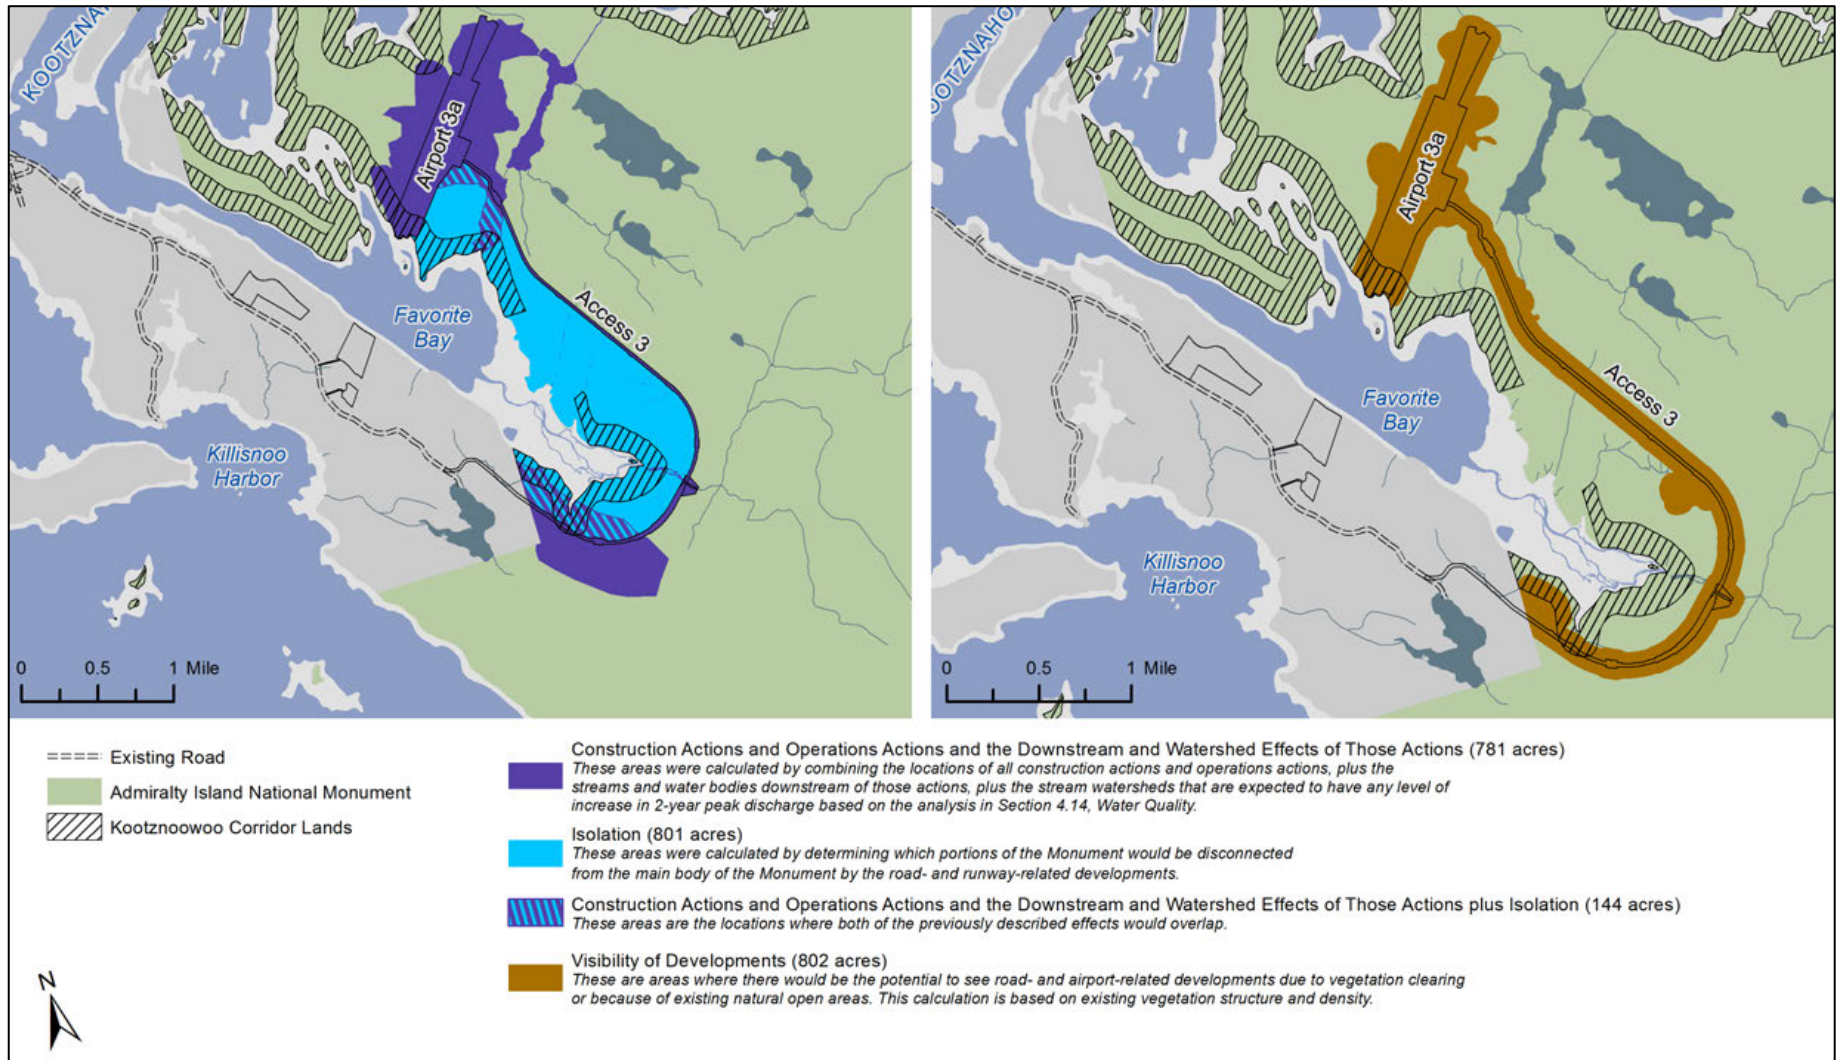 KOOTZNAH
Airport 3a
Access 3
Favorite
Bay
Killisnoo
Harbor
0 0.5 1 Mile
OOTZNAHO
Airport 3a
Access 3
Favorite
Bay
Killisnoo
Harbor
0 0.5 1 Mile
Existing Road
Admiralty Island National Monument
Kootznoowoo Corridor Lands
Construction Actions and Operations Actions and the Downstream and Watershed Effects of Those Actions (781 acres)
These areas were calculated by combining the locations of all construction actions and operations actions, plus the
streams and water bodies downstream of those actions, plus the stream watersheds that are expected to have any level of
increase in 2-year peak discharge based on the analysis in Section 4.14, Water Quality.
Isolation (801 acres)
These areas were calculated by determining which portions of the Monument would be disconnected
from the main body of the Monument by the road- and runway-related developments.
Construction Actions and Operations Actions and the Downstream and Watershed Effects of Those Actions plus Isolation (144 acres)
These areas are the locations where both of the previously described effects would overlap.
Visibility of Developments (802 acres)
These are areas where there would be the potential to see road- and airport-related developments due to vegetation clearing
or because of existing natural open areas. This calculation is based on existing vegetation structure and density.
N